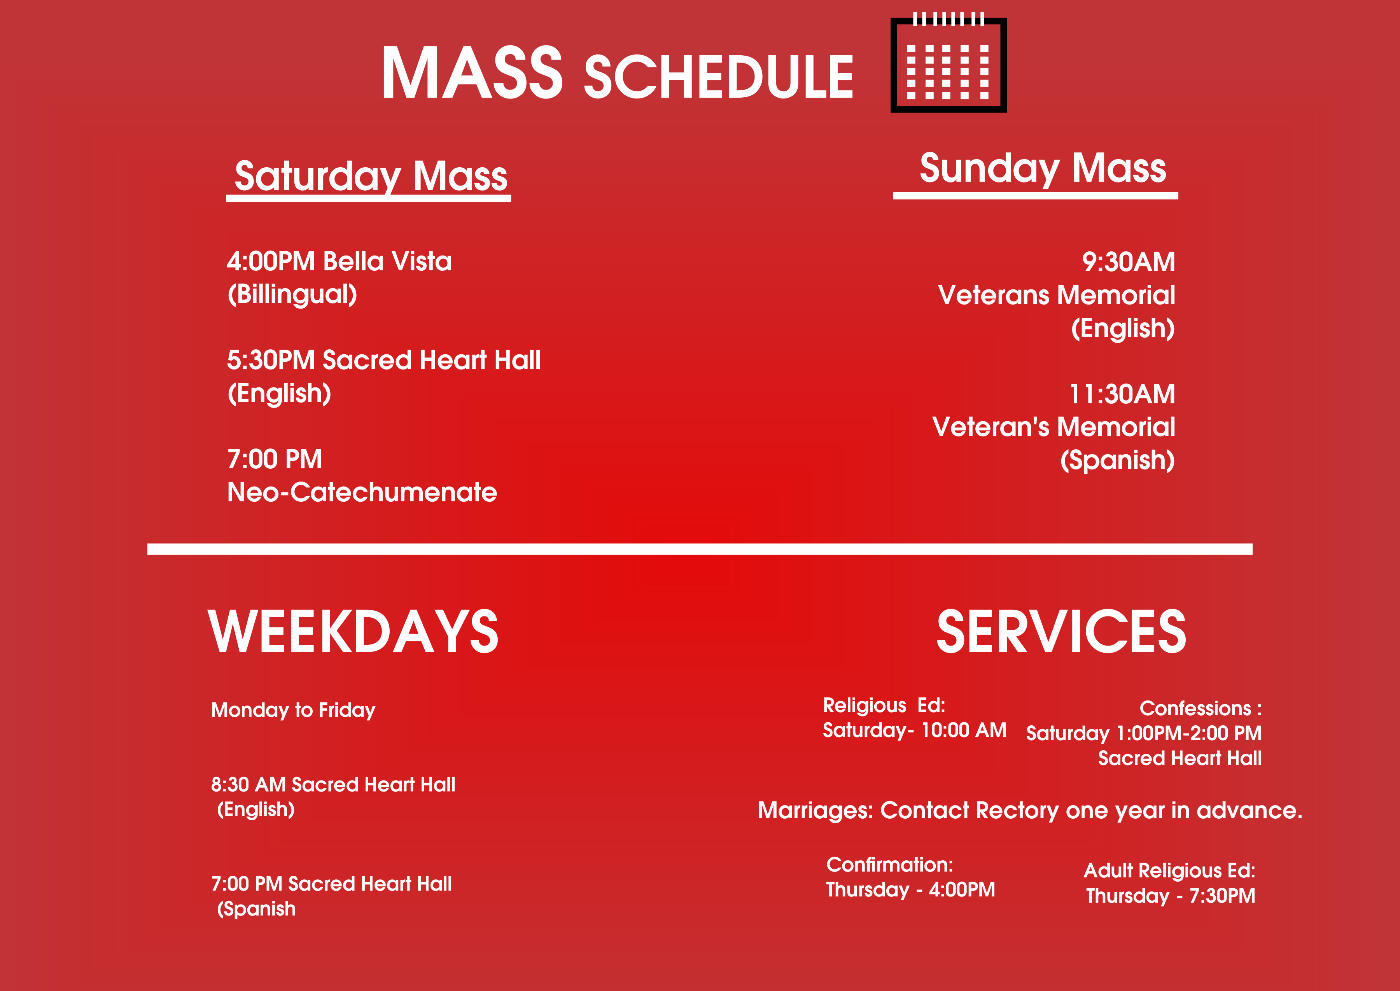 MASS SCHEDULE
Saturday Mass
4:00PM Bella Vista
(Billingual)
5:30PM Sacred Heart Hall
(English)
7:00 PM
Neo-Catechumenate
Sunday Mass
9:30AM
Veterans Memorial
(English)
11:30AM
Veteran's Memorial
(Spanish)
WEEKDAYS
Monday to Friday
8:30 AM Sacred Heart Hall
(English)
7:00 PM Sacred Heart Hall
(Spanish
SERVICES
Religious Ed:
Saturday- 10:00 AM
Confessions :
Saturday 1:00PM-2:00 PM
Sacred Heart Hall
Marriages: Contact Rectory one year in advance.
Confirmation:
Thursday - 4:00PM
Adult Religious Ed:
Thursday - 7:30PM